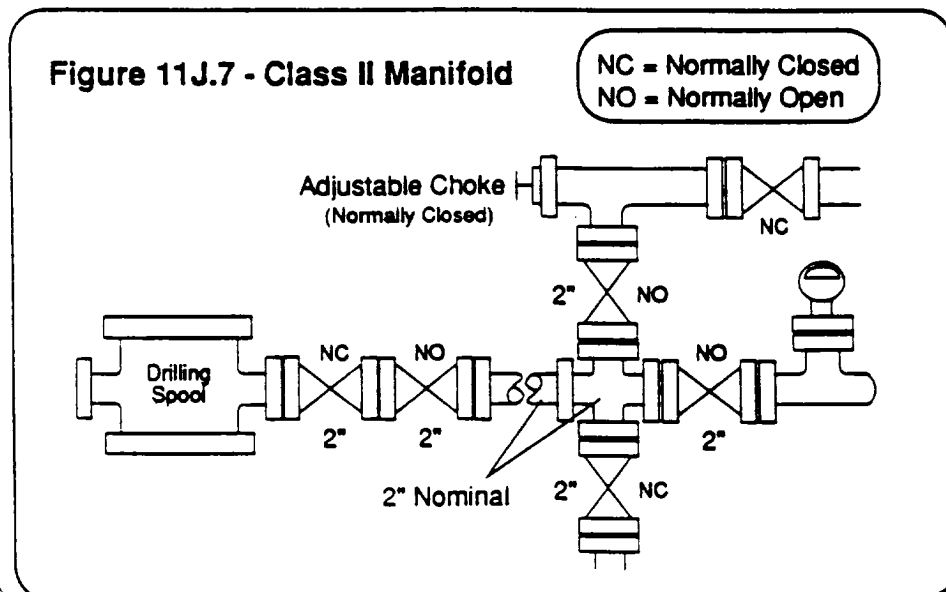 Figure 11J.7 - Class II Manifold
NC = Normally Closed
NO = Normally Open
Adjustable Choke
(Normally Closed)
NC
2" NO
Drilling
Spool
NC NO
2" 2"
NO
2"
2" Nominal
2" NC